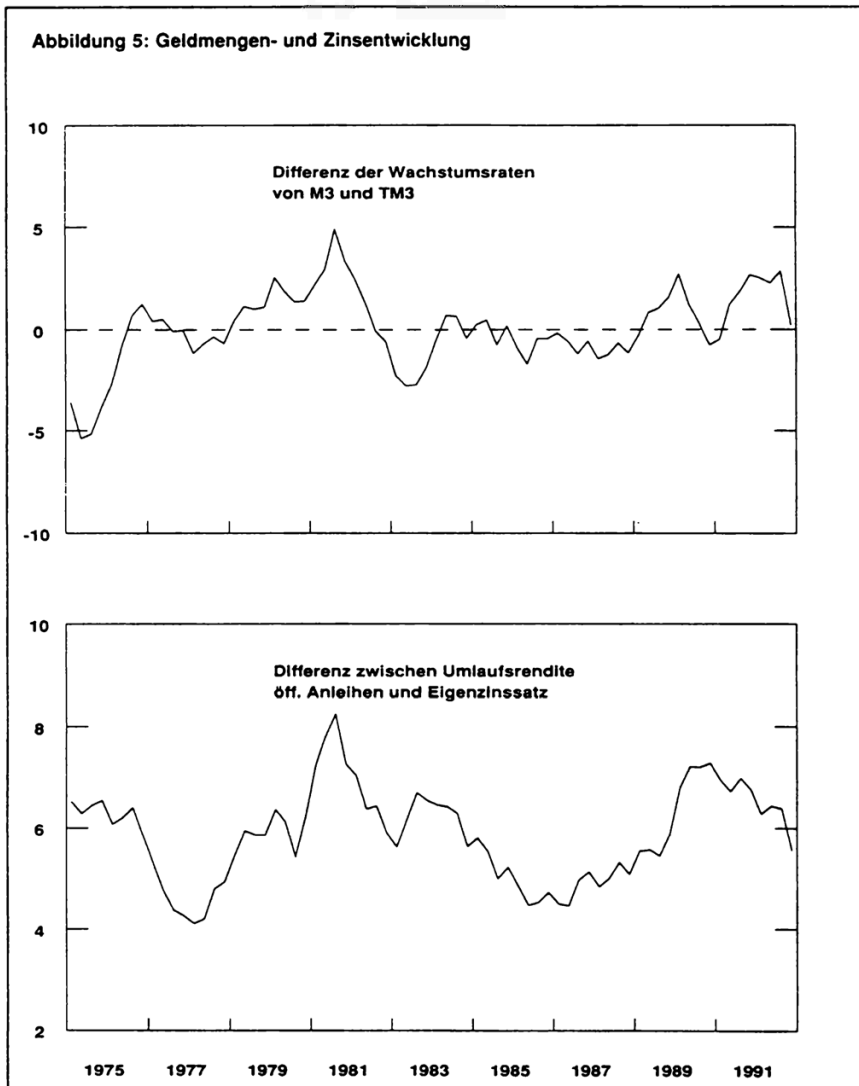 Abbildung 5: Geldmengen- und Zinsentwicklung
10
Differenz der Wachstumsraten
von M3 und TM3
5
0
-5
-10
10
Differenz zwischen Umlaufsrendite
öff. Anleihen und Eigenzinssatz
8
6
4
2
1975 1977 1979 1981 1983 1985 1987 1989 1991